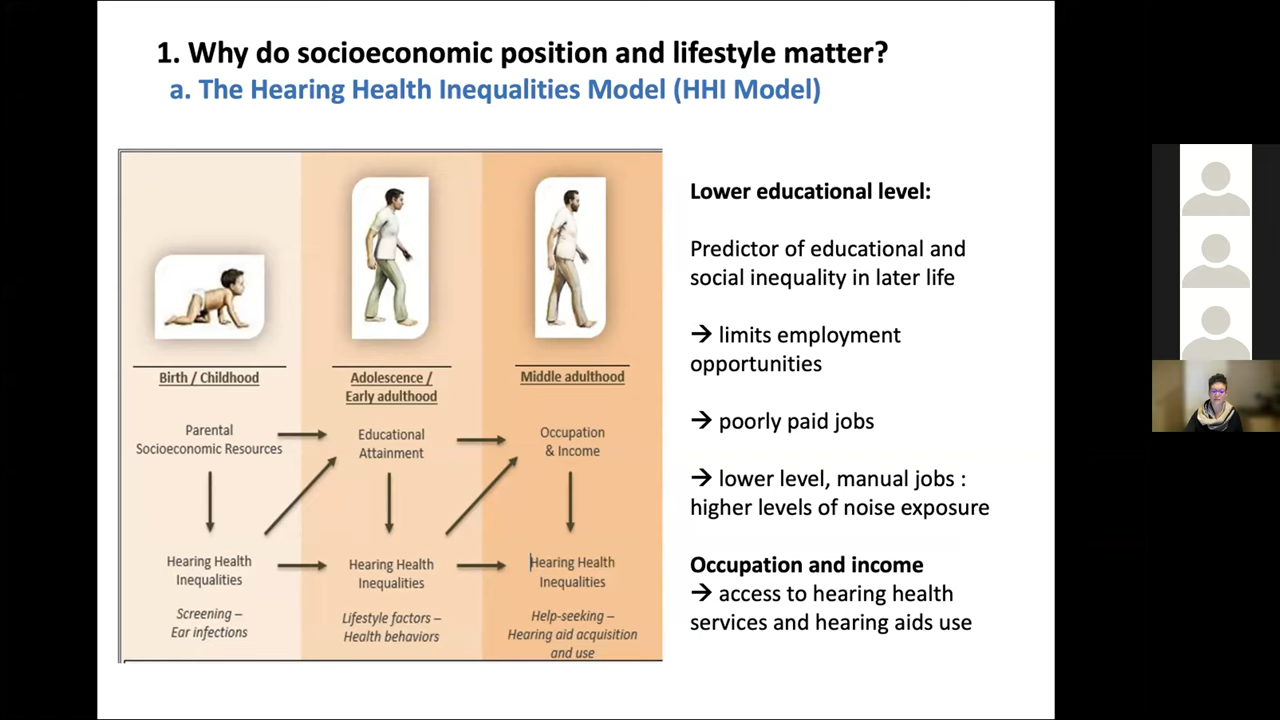 1. Why do socioeconomic position and lifestyle matter?
a. The Hearing Health Inequalities Model (HHI Model)
Birth / Childhood
Parental
Socioeconomic Resources
Hearing Health
Inequalities
Screening –
Ear infections
Adolescence /
Early adulthood
Educational
Attainment
Hearing Health
Inequalities
Lifestyle factors –
Health behaviors
Middle adulthood
Occupation
& Income
Hearing Health
Inequalities
Help-seeking –
Hearing aid acquisition
and use
Lower educational level:
Predictor of educational and
social inequality in later life
→ limits employment
opportunities
→ poorly paid jobs
→ lower level, manual jobs :
higher levels of noise exposure
Occupation and income
→ access to hearing health
services and hearing aids use